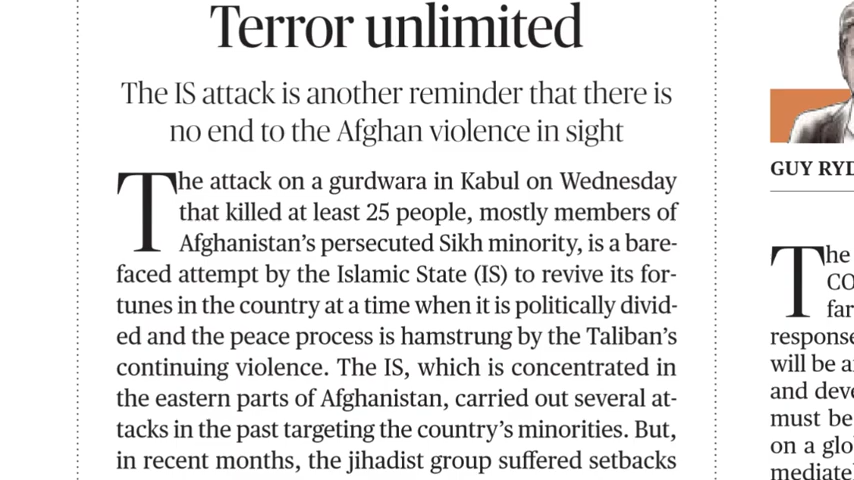 Terror unlimited
The IS attack is another reminder that there is
no end to the Afghan violence in sight
The attack on a gurdwara in Kabul on Wednesday
that killed at least 25 people, mostly members of
Afghanistan’s persecuted Sikh minority, is a bare-
faced attempt by the Islamic State (IS) to revive its for-
tunes in the country at a time when it is politically divid-
ed and the peace process is hamstrung by the Taliban’s
continuing violence. The IS, which is concentrated in
the eastern parts of Afghanistan, carried out several at-
tacks in the past targeting the country’s minorities. But,
in recent months, the jihadist group suffered setbacks
GUY RYD
The
CO
far
response
will be a
and deve
must be
on a glo
mediatel